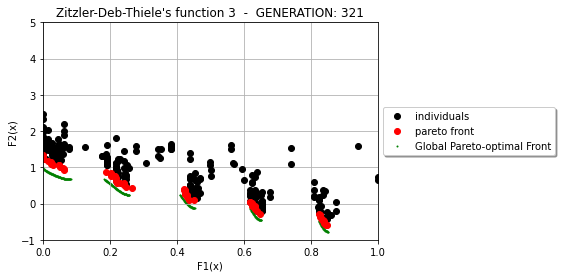 Zitzler-Deb-Thiele's function 3 - GENERATION: 321
5
4
3
2
1
0
−1
F2(x)
0.0 0.2 0.4 0.6 0.8 1.0
F1(x)
individuals
pareto front
Global Pareto-optimal Front